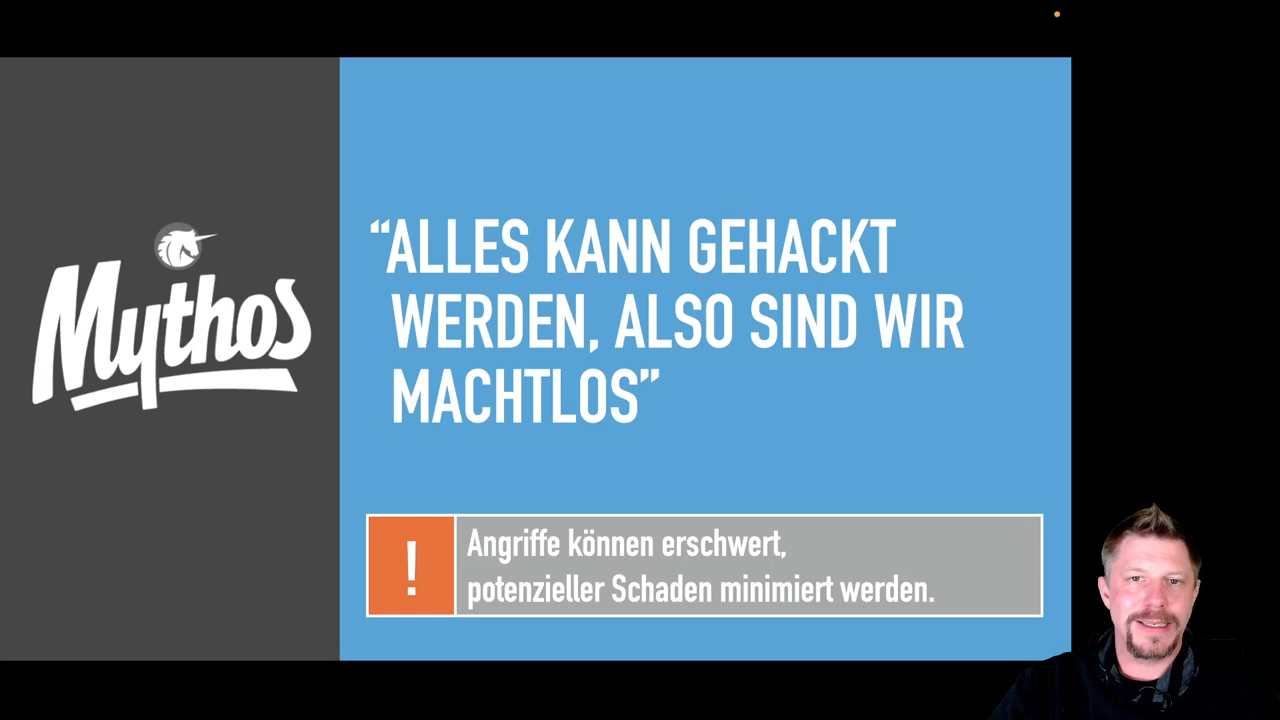 Mythos
“ALLES KANN GEHACKT
WERDEN, ALSO SIND WIR
MACHTLOS”
!
Angriffe können erschwert,
potenzieller Schaden minimiert werden.